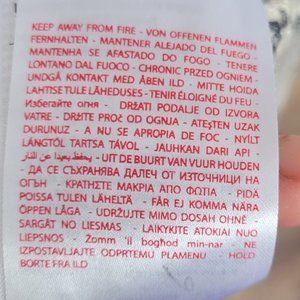 KEEP AWAY FROM FIRE - VON OFFENEN FLAMMEN
FERNHALTEN - MANTENER ALEJADO DEL FUEGO -
MANTENHA SE AFASTADO DO FOGO - TENERE
LONTANO DAL FUOCO - CHRONIC PRZED OGNIEM -
UNDGÅ KONTAKT MED ÅBEN ILD - MITTE HOIDA
LAHTISE TULE LÄHEDUSES - TENIR ÉLOIGNÉ DU FEU -
Избегайте огня - DRŽATI PODALJE OD IZVORA
VATRE - DRŽITE PROČ OD OGNJA - ATEŞTEN UZAK
DURUNUZ - A NU SE APROPIA DE FOC - NYÍLT
LÁNGTÓL TARTSA TÁVOL - JAUHKAN DARI API -
يحفظ بعيدا عن النار - UIT DE BUURT VAN VUUR HOUDEN
- ДА СЕ СЪХРАНЯВА ДАЛЕЧ ОТ ИЗТОЧНИЦИ НА
ОГЪН - ΚΡΑΤΗΣΤΕ ΜΑΚΡΙΑ ΑΠΟ ΦΩΤΙΑ - PIDÄ
POISSA TULEN LÄHELTÄ - FÅR EJ KOMMA NÄRA
ÖPPEN LÅGA - UDRŽUJTE MIMO DOSAH OHNĚ -
SARGĀT NO LIESMAS - LAIKYKITE ATOKIAI NUO
LIEPSNOS - Żomm 'il bogħod min-nar - NE
IZPOSTAVLJAJTE ODPRTEMU PLAMENU - HOLD
BORTE FRA ILD